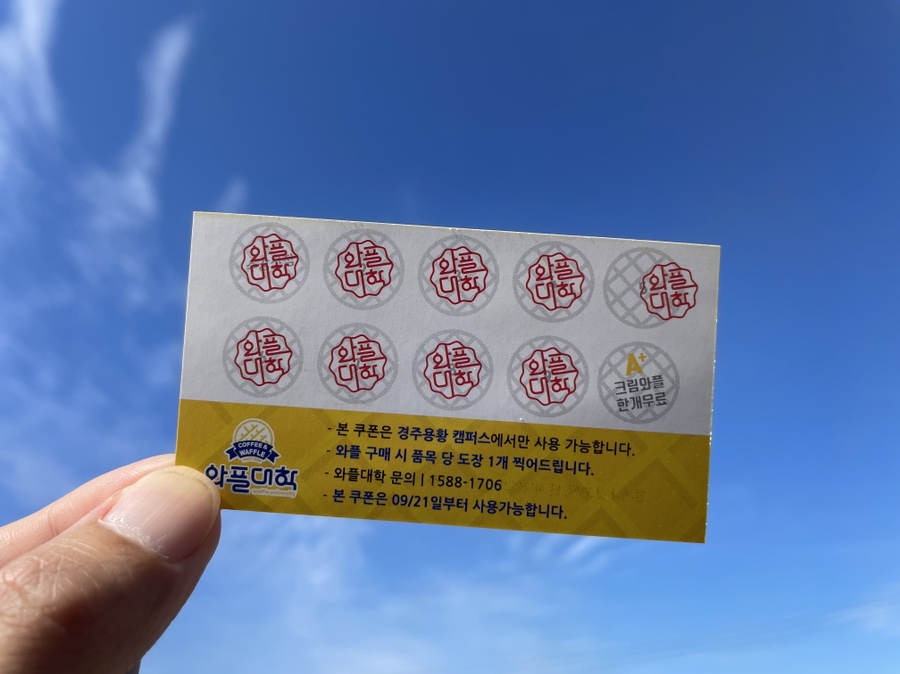 와플대학
와플대학
와플대학
와플대학
와플대학
와플대학
와플대학
와플대학
와플대학
A+
크림와플
한개무료
COFFEE &
WAFFLE
와플대학
- 본 쿠폰은 경주용황 캠퍼스에서만 사용 가능합니다.
- 와플 구매 시 품목 당 도장 1개 찍어드립니다.
- 와플대학 문의 | 1588-1706
- 본 쿠폰은 09/21일부터 사용가능합니다.